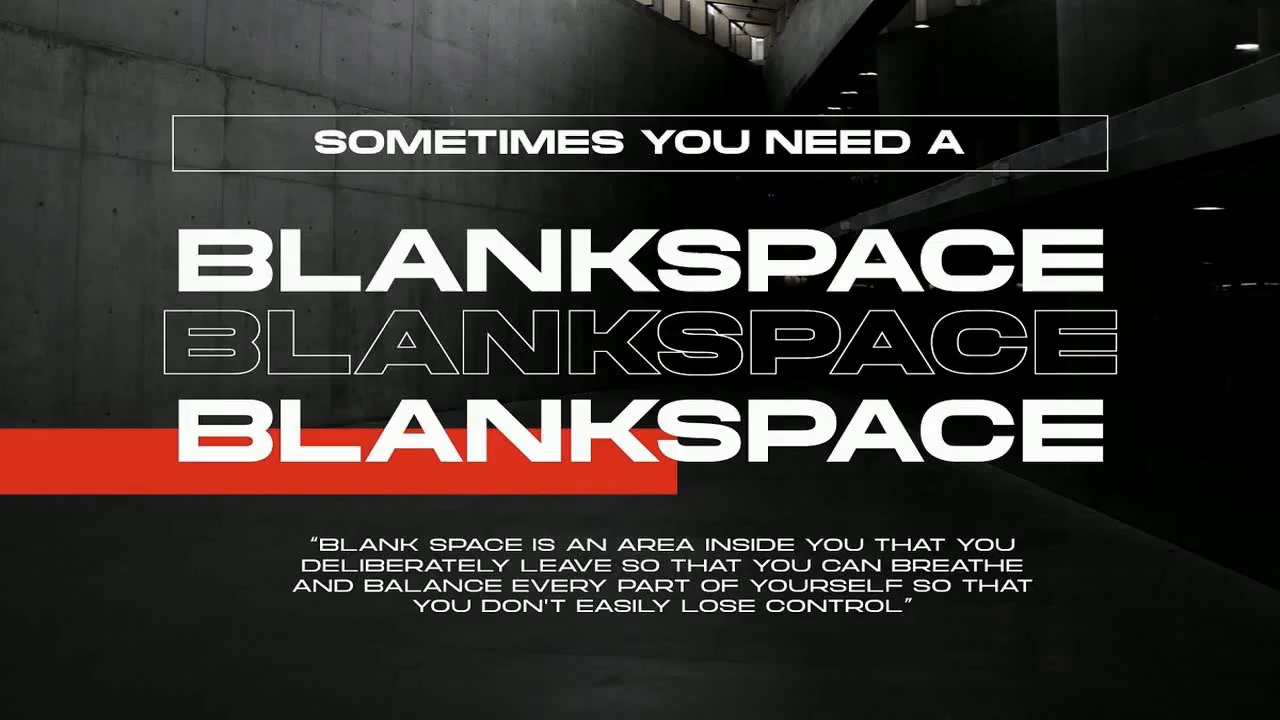 SOMETIMES YOU NEED A
BLANKSPACE
BLANKSPACE
BLANKSPACE
“BLANK SPACE IS AN AREA INSIDE YOU THAT YOU
DELIBERATELY LEAVE SO THAT YOU CAN BREATHE
AND BALANCE EVERY PART OF YOURSELF SO THAT
YOU DON'T EASILY LOSE CONTROL”